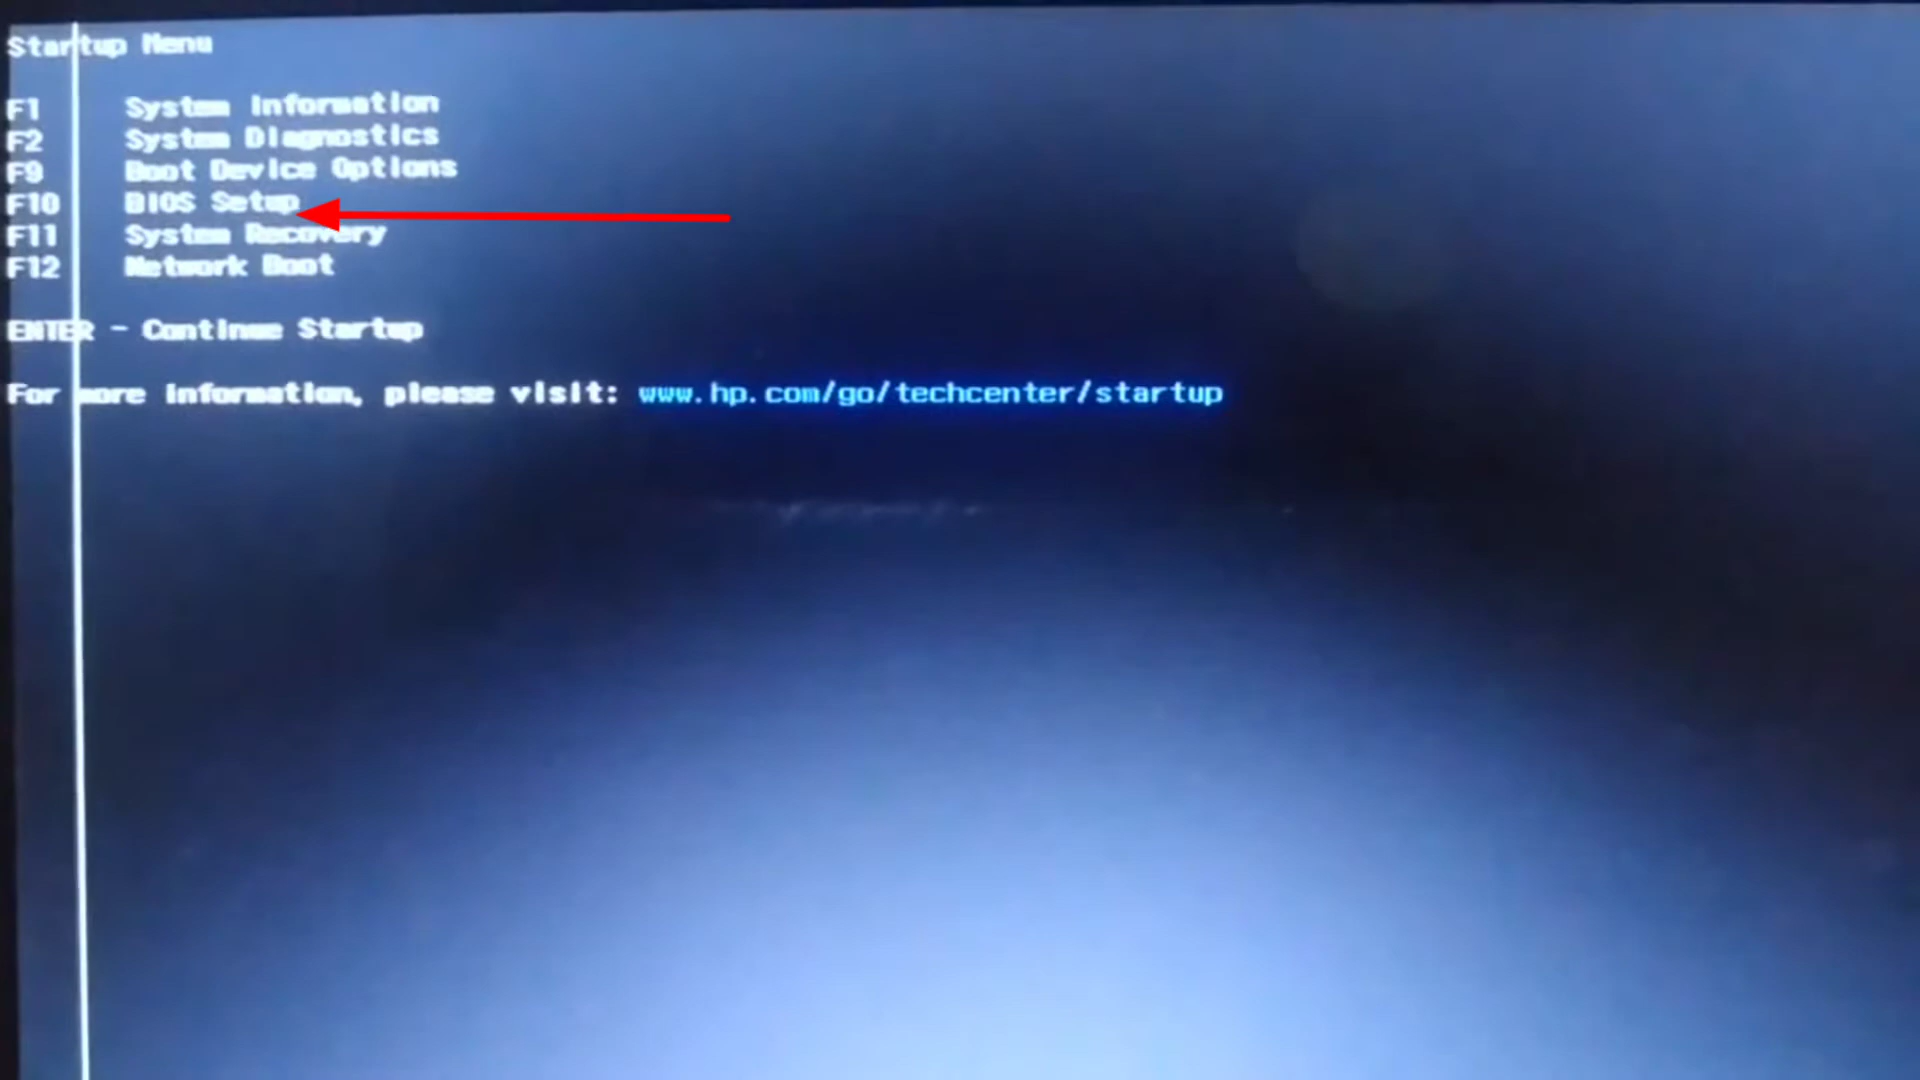 Startup Menu
F1 System Information
F2 System Diagnostics
F9 Boot Device Options
F10 BIOS Setup
F11 System Recovery
F12 Network Boot
ENTER - Continue Startup
For more information, please visit: www.hp.com/go/techcenter/startup